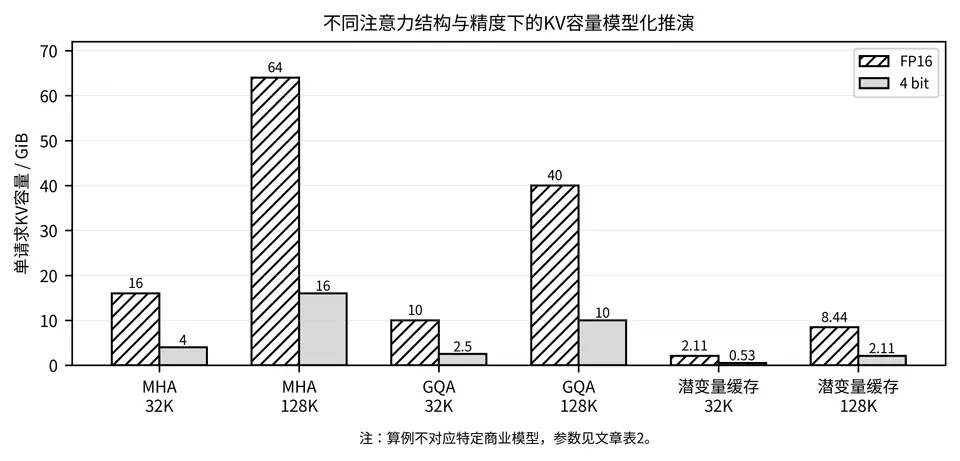 不同注意力结构与精度下的KV容量模型化推演
单请求KV容量 / GiB
70
60
50
40
30
20
10
0
FP16
4 bit
16
4
64
16
10
2.5
40
10
2.11
0.53
8.44
2.11
MHA
32K
MHA
128K
GQA
32K
GQA
128K
潜变量缓存
32K
潜变量缓存
128K
注：算例不对应特定商业模型，参数见文章表2。